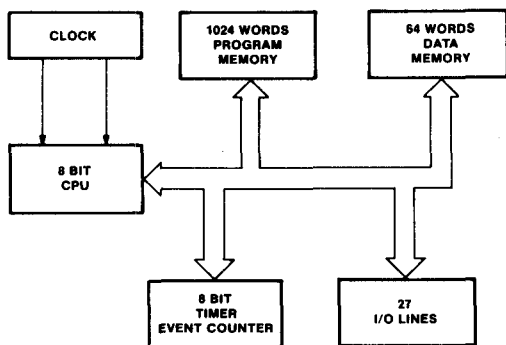 CLOCK
1024 WORDS
PROGRAM
MEMORY
64 WORDS
DATA
MEMORY
8 BIT
CPU
8 BIT
TIMER
EVENT COUNTER
27
I/O LINES